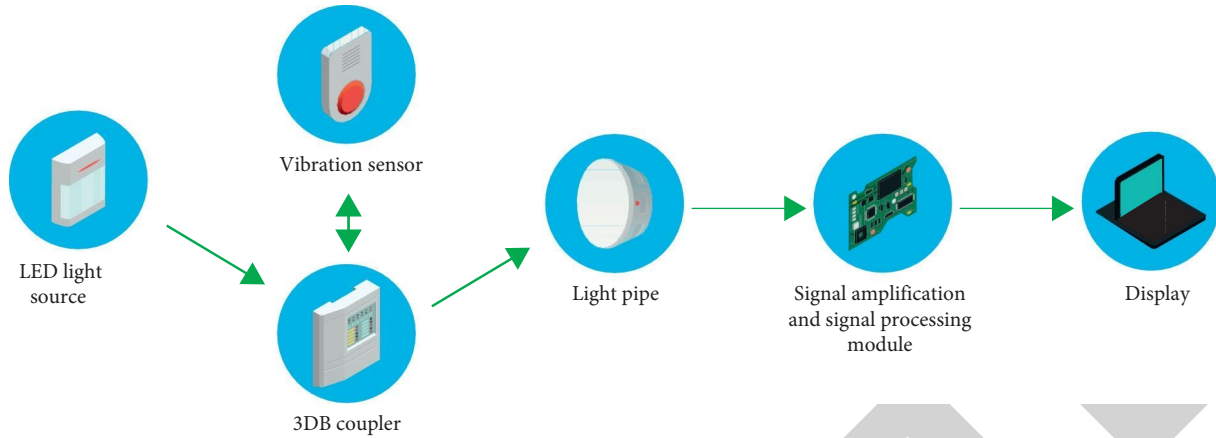 Vibration sensor
LED light
source
3DB coupler
Light pipe
Signal amplification
and signal processing
module
Display